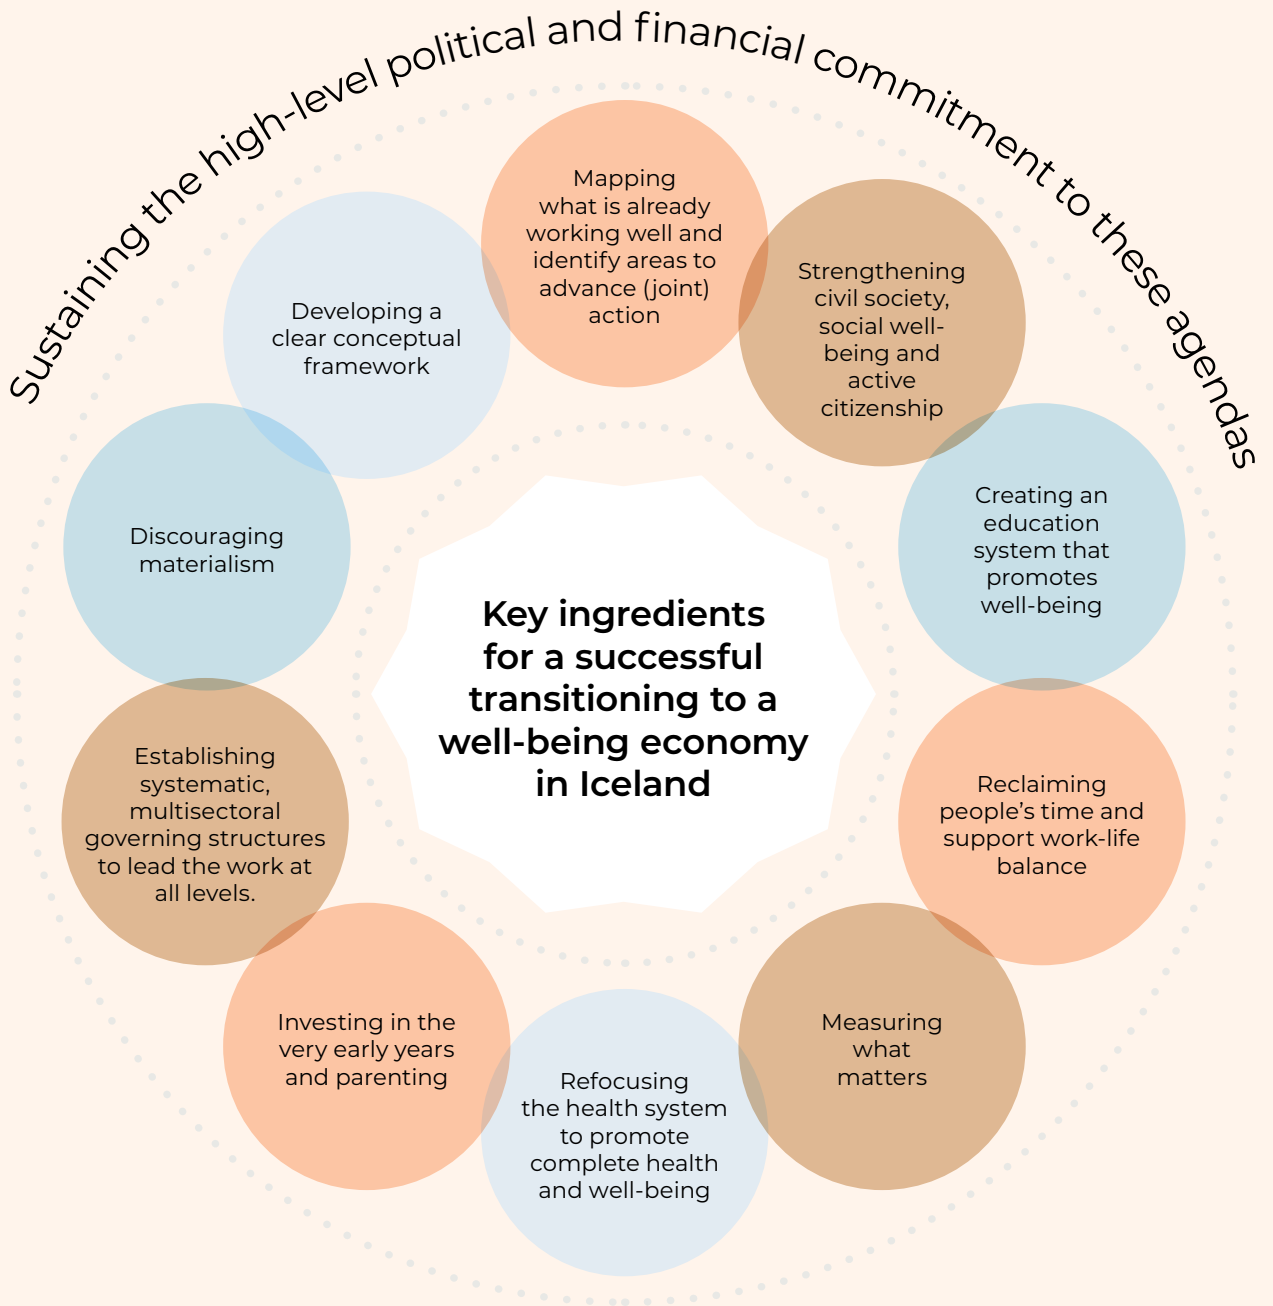 Sustaining the high-level political and financial commitment to these agendas
Mapping
what is already
working well and
identify areas to
advance (joint)
action
Strengthening
civil society,
social well-
being and
active
citizenship
Creating an
education
system that
promotes
well-being
Reclaiming
people’s time and
support work-life
balance
Measuring
what
matters
Refocusing
the health system
to promote
complete health
and well-being
Investing in the
very early years
and parenting
Establishing
systematic,
multisectoral
governing structures
to lead the work at
all levels.
Discouraging
materialism
Developing a
clear conceptual
framework
Key ingredients
for a successful
transitioning to a
well-being economy
in Iceland